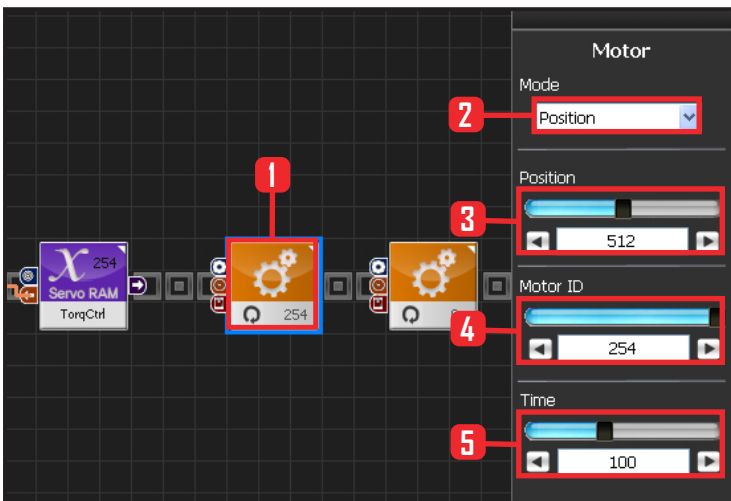 Motor
Mode
2
Position
1
Position
3
512
X 254
Servo RAM
TorqCtrl
254
Motor ID
4
254
Time
5
100